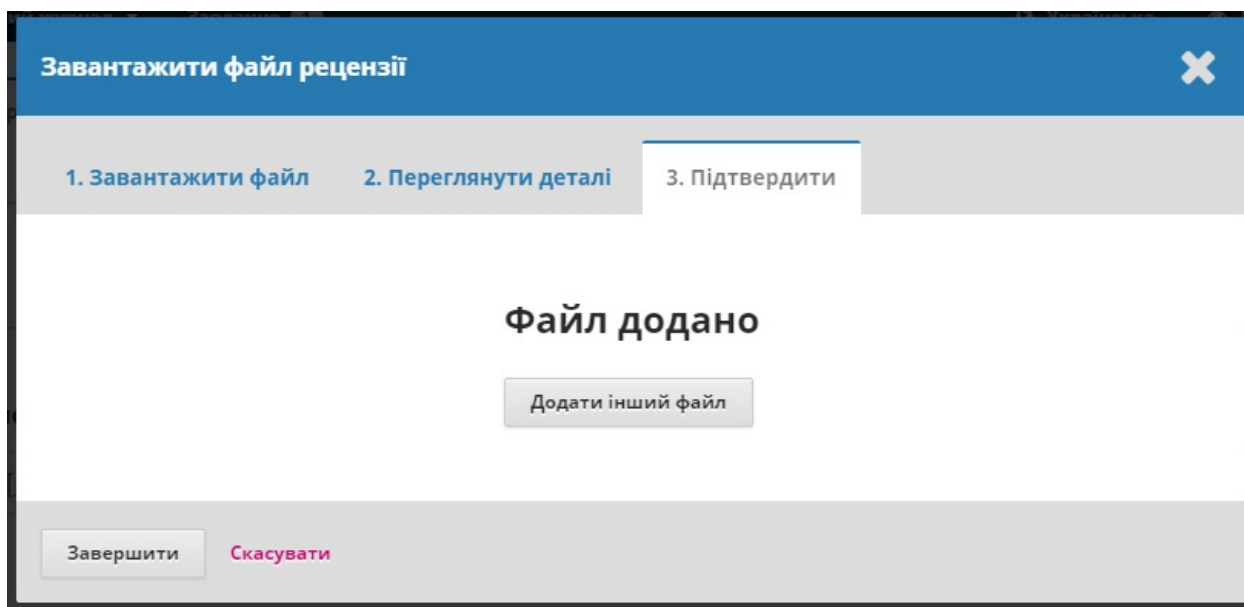 Завантажити файл рецензії
1. Завантажити файл 2. Переглянути деталі 3. Підтвердити
Файл додано
Додати інший файл
Завершити Скасувати